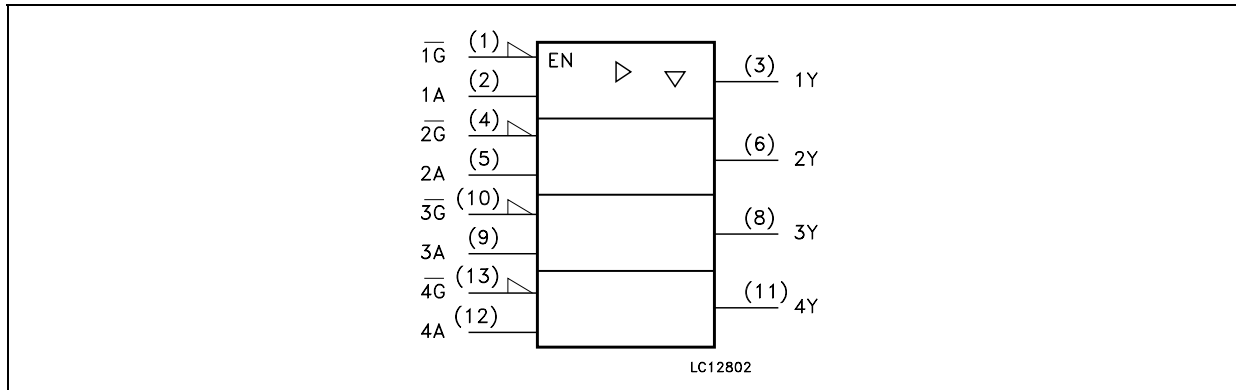 1G̅ (1) EN
1A (2)
(3) 1Y
2G̅ (4)
2A (5)
(6) 2Y
3G̅ (10)
3A (9)
(8) 3Y
4G̅ (13)
4A (12)
(11) 4Y
LC12802